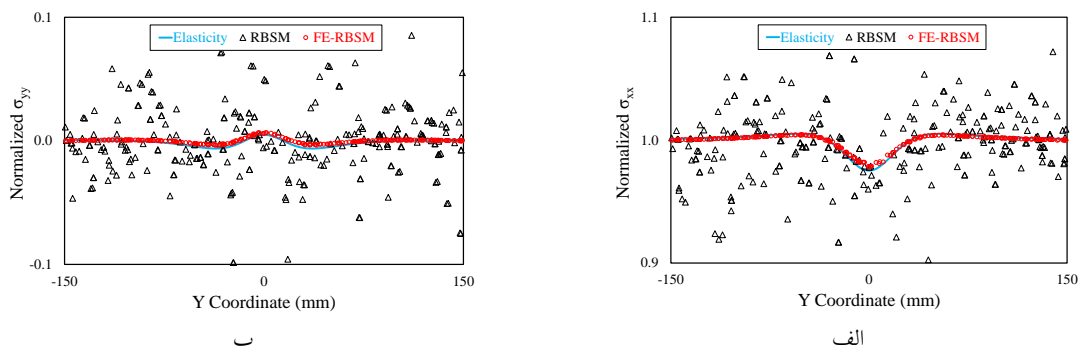 0.1
Elasticity RBSM FE-RBSM
Normalized σyy
0.0
-0.1
-150 0 150
Y Coordinate (mm)
ب
1.1
Elasticity RBSM FE-RBSM
Normalized σxx
1.0
0.9
-150 0 150
Y Coordinate (mm)
الف